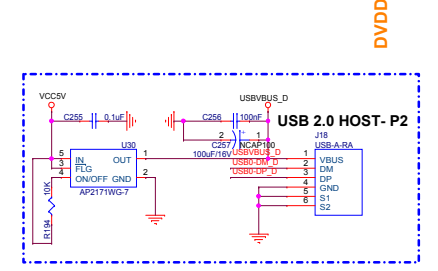 DVDD
VCC5V
USBVBUS_D
C255
0.1uF
C256
100nF
USB 2.0 HOST- P2
2
1
C257
NCAP100
100uF/16V
U30
5
IN
OUT
1
3
FLG
4
ON/OFF
GND
2
AP2171WG-7
10K
R194
J18
USB-A-RA
USBVBUS_D
1
VBUS
USB0-DM_D
2
DM
USB0-DP_D
3
DP
4
GND
5
S1
6
S2